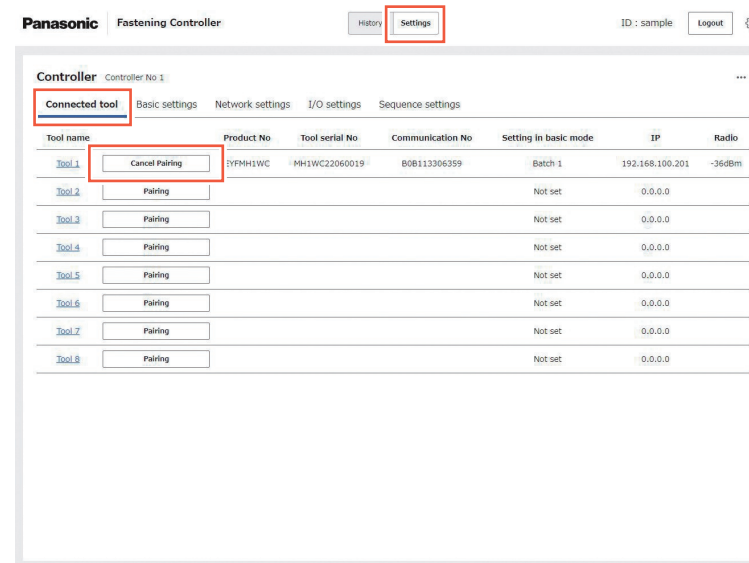 Panasonic Fastening Controller History Settings ID : sample Logout
Controller Controller No 1 ...
Connected tool Basic settings Network settings I/O settings Sequence settings
Tool name Product No Tool serial No Communication No Setting in basic mode IP Radio
Tool 1 Cancel Pairing EYFMH1WC MH1WC22060019 B0B113306359 Batch 1 192.168.100.201 -36dBm
Tool 2 Pairing Not set 0.0.0.0
Tool 3 Pairing Not set 0.0.0.0
Tool 4 Pairing Not set 0.0.0.0
Tool 5 Pairing Not set 0.0.0.0
Tool 6 Pairing Not set 0.0.0.0
Tool 7 Pairing Not set 0.0.0.0
Tool 8 Pairing Not set 0.0.0.0